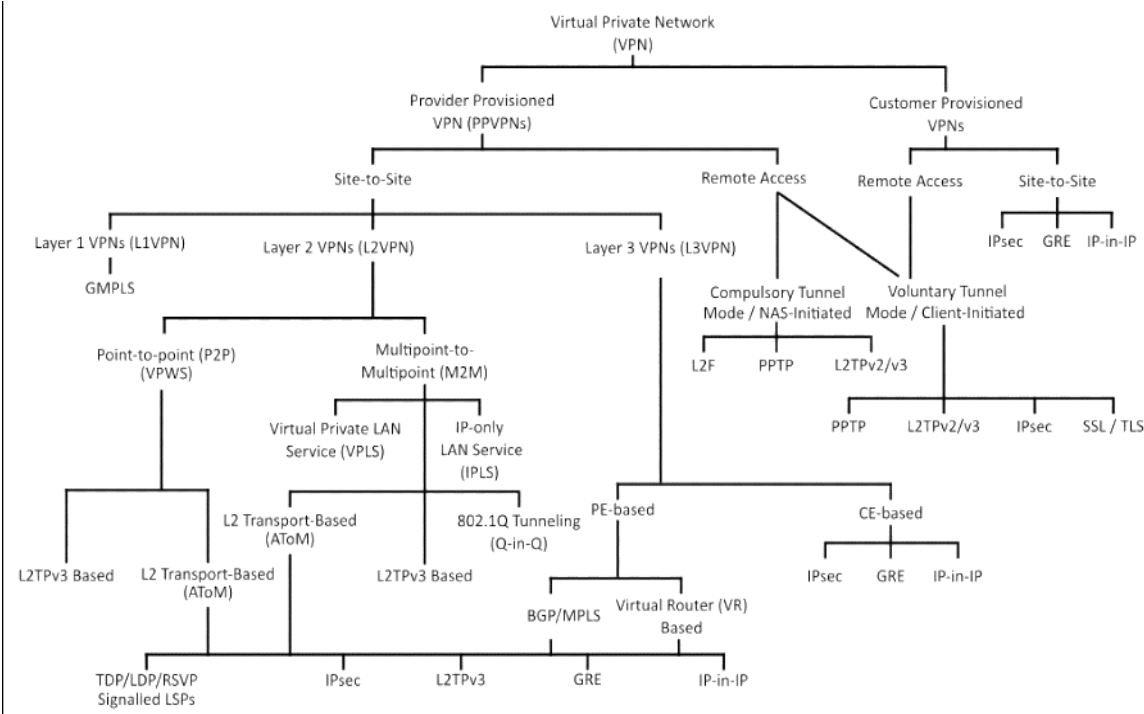 Virtual Private Network
(VPN)
Provider Provisioned
VPN (PPVPNs)
Customer Provisioned
VPNs
Site-to-Site
Remote Access
Remote Access
Site-to-Site
Layer 1 VPNs (L1VPN)
Layer 2 VPNs (L2VPN)
Layer 3 VPNs (L3VPN)
IPsec
GRE
IP-in-IP
GMPLS
Compulsory Tunnel
Mode / NAS-Initiated
Voluntary Tunnel
Mode / Client-Initiated
Point-to-point (P2P)
(VPWS)
Multipoint-to-
Multipoint (M2M)
L2F
PPTP
L2TPv2/v3
Virtual Private LAN
Service (VPLS)
IP-only
LAN Service
(IPLS)
PPTP
L2TPv2/v3
IPsec
SSL / TLS
PE-based
CE-based
L2 Transport-Based
(AToM)
802.1Q Tunneling
(Q-in-Q)
L2TPv3 Based
L2 Transport-Based
(AToM)
L2TPv3 Based
IPsec
GRE
IP-in-IP
BGP/MPLS
Virtual Router (VR)
Based
TDP/LDP/RSVP
Signalled LSPs
IPsec
L2TPv3
GRE
IP-in-IP